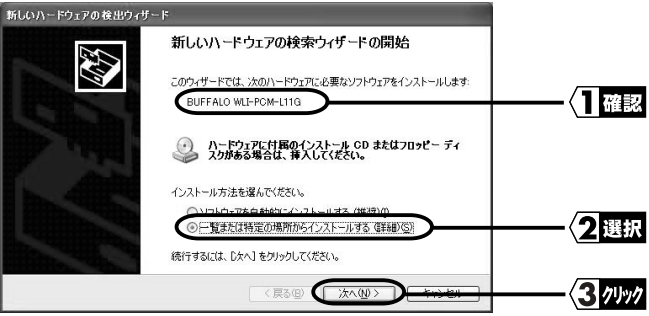 新しいハードウェアの検出ウィザード
新しいハードウェアの検索ウィザードの開始
このウィザードでは、次のハードウェアに必要なソフトウェアをインストールします:
BUFFALO WLI-PCM-L11G
1 確認
ハードウェアに付属のインストール CD またはフロッピー ディ
スクがある場合は、挿入してください。
インストール方法を選んでください。
ソフトウェアを自動的にインストールする (推奨)(I)
一覧または特定の場所からインストールする (詳細)(S)
2 選択
続行するには、[次へ] をクリックしてください。
< 戻る(B)
次へ(N) >
キャンセル
3 クリック